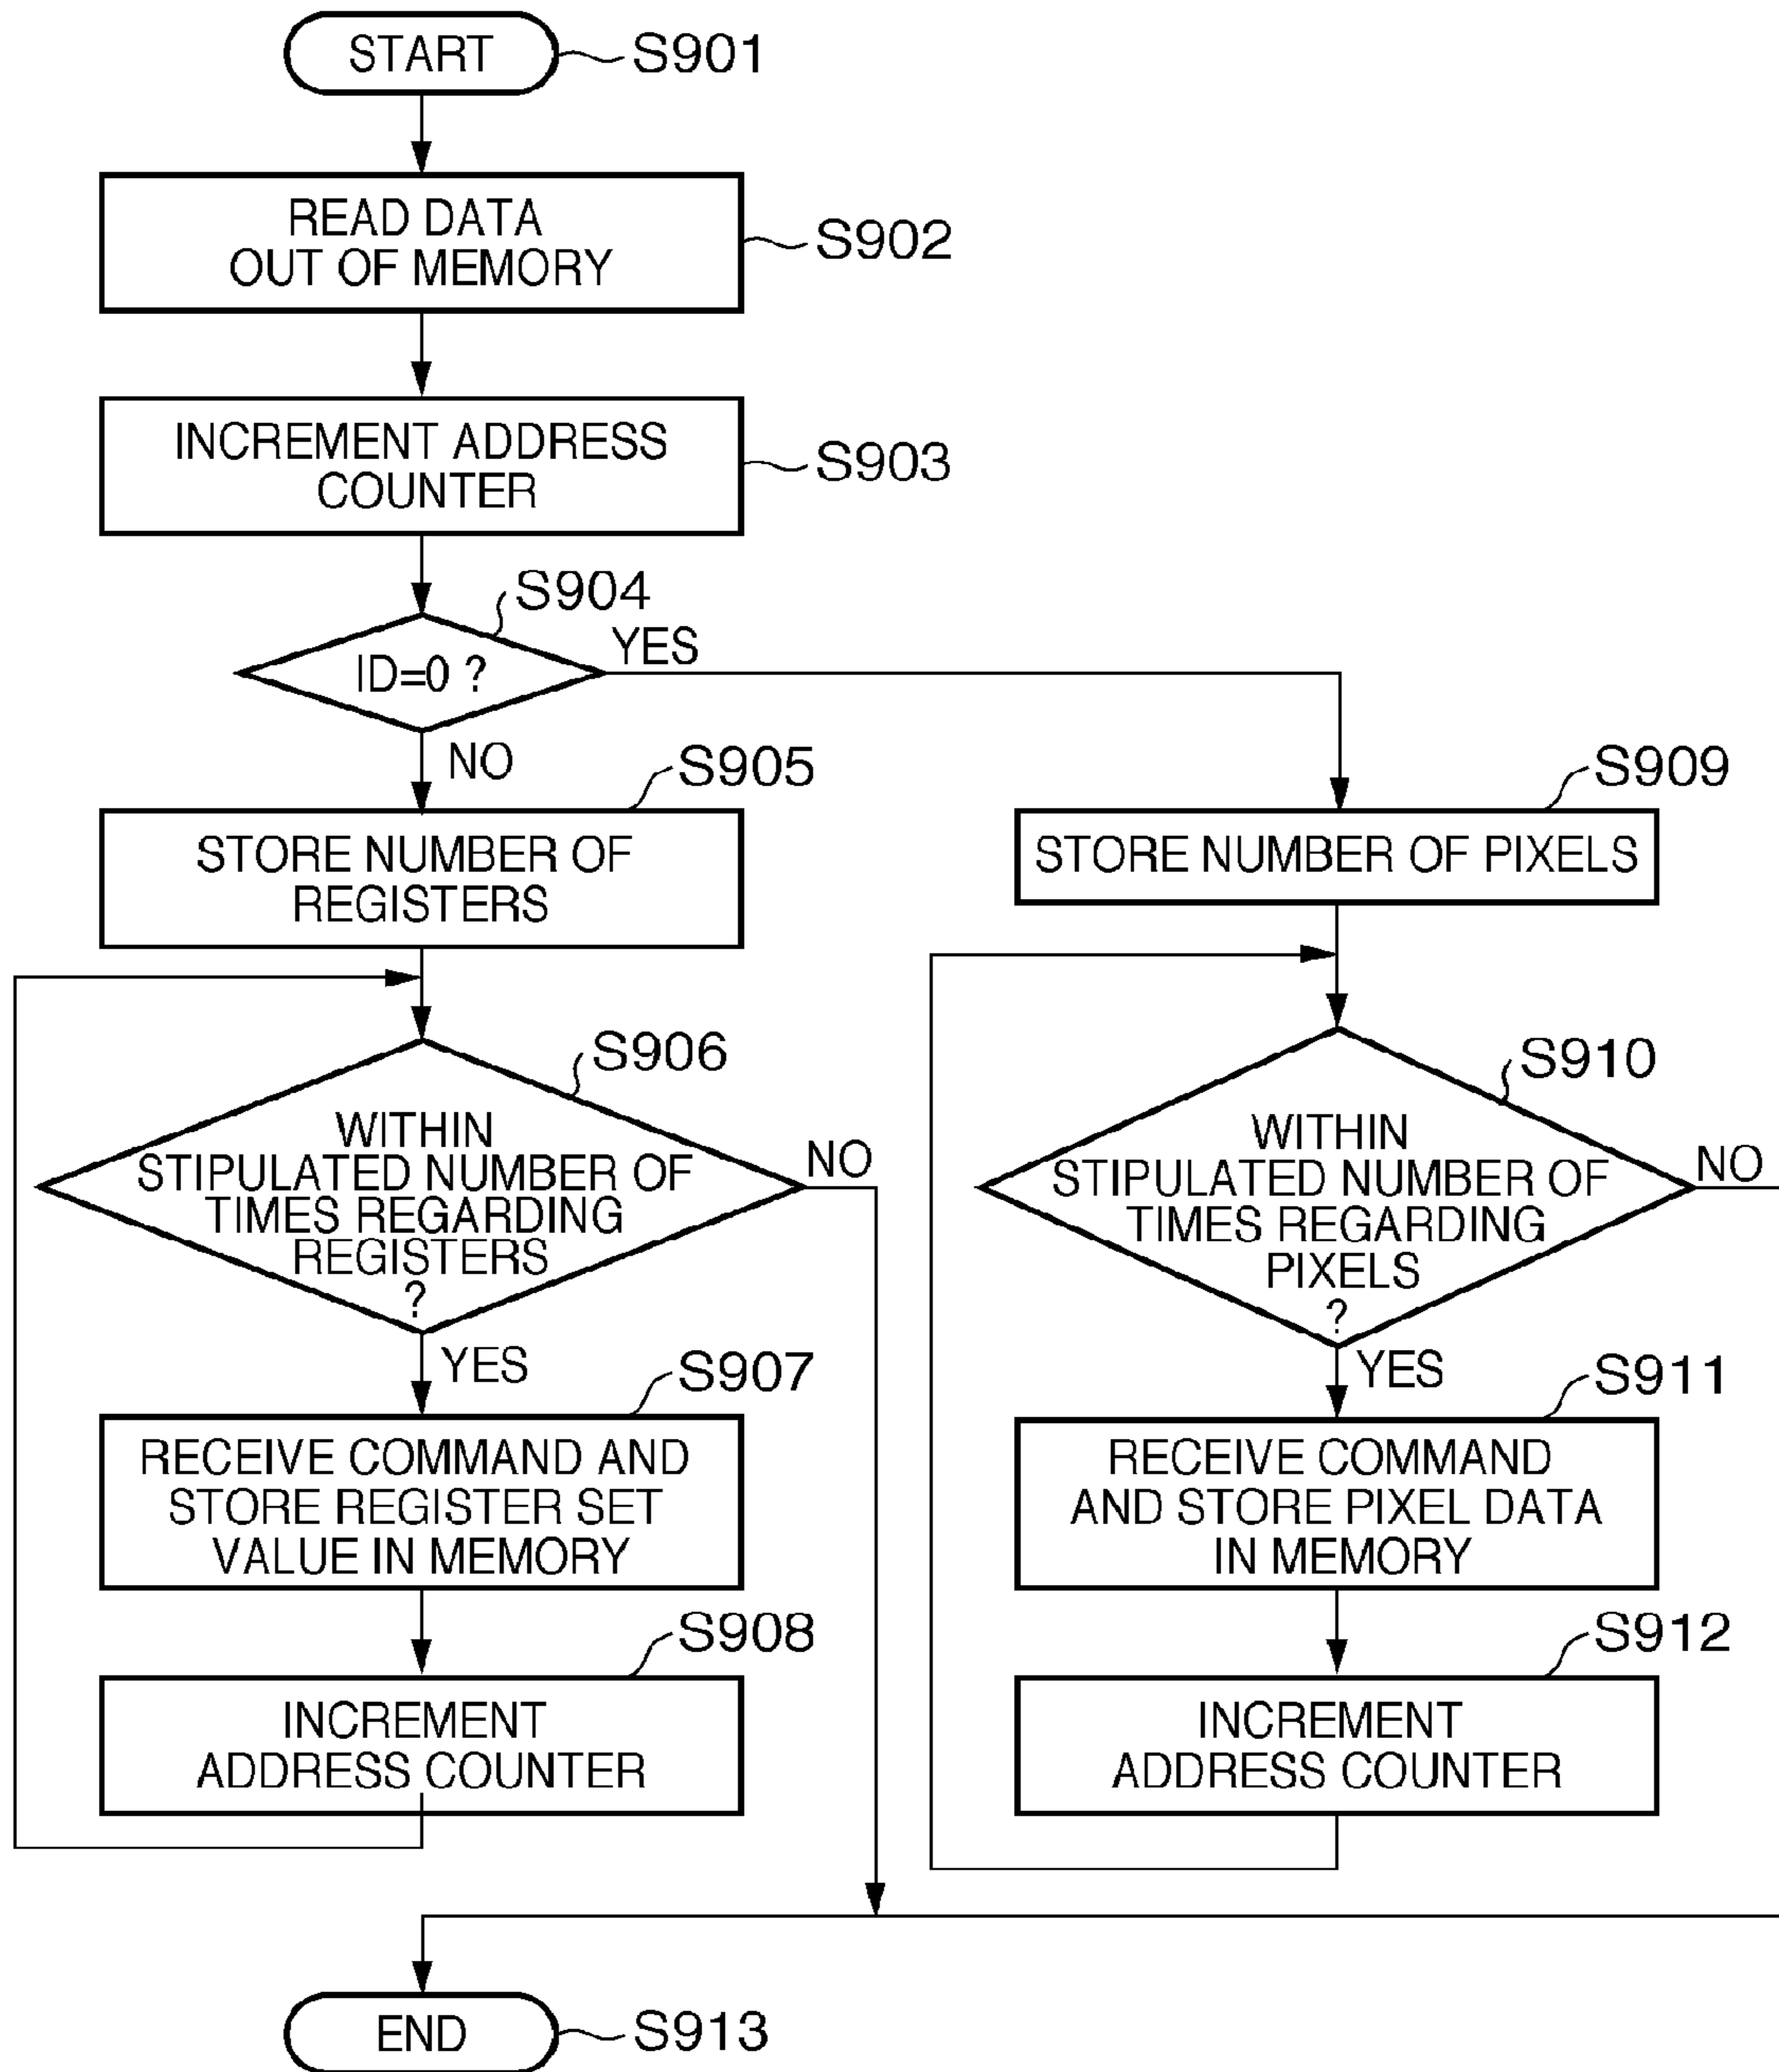 START
S901
READ DATA
OUT OF MEMORY
S902
INCREMENT ADDRESS
COUNTER
S903
S904
ID=0 ?
YES
NO
S905
STORE NUMBER OF
REGISTERS
S906
WITHIN
STIPULATED NUMBER OF
TIMES REGARDING
REGISTERS
?
NO
YES
S907
RECEIVE COMMAND AND
STORE REGISTER SET
VALUE IN MEMORY
S908
INCREMENT
ADDRESS COUNTER
S909
STORE NUMBER OF PIXELS
S910
WITHIN
STIPULATED NUMBER OF
TIMES REGARDING
PIXELS
?
NO
YES
S911
RECEIVE COMMAND
AND STORE PIXEL DATA
IN MEMORY
S912
INCREMENT
ADDRESS COUNTER
END
S913